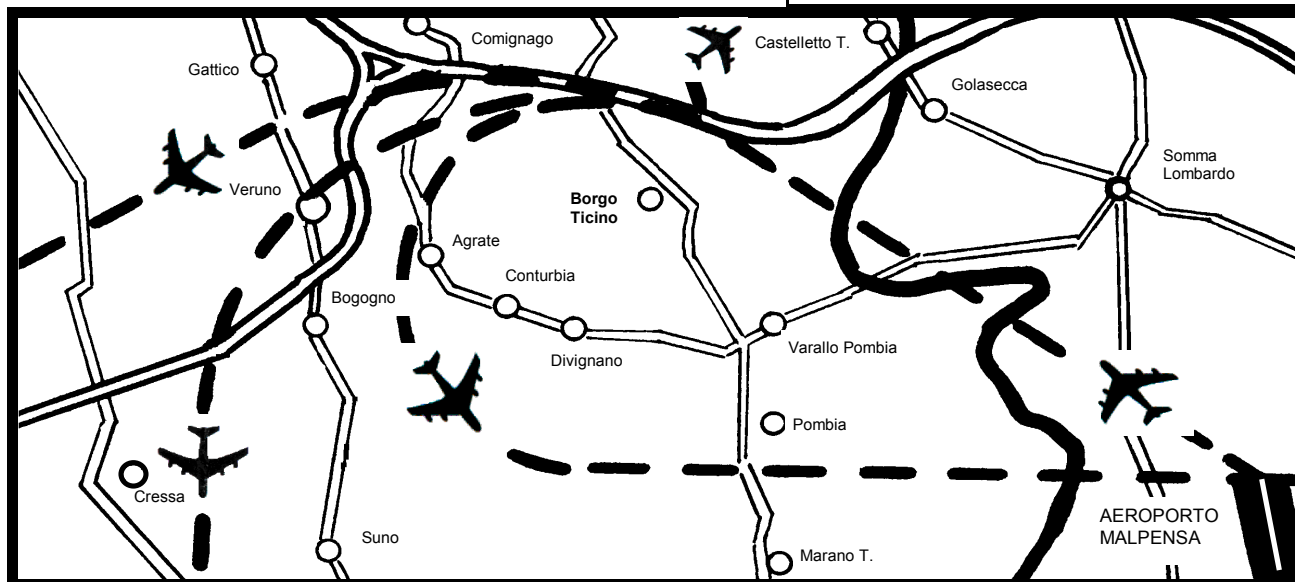 Comignago
Castelletto T.
Gattico
Golasecca
Somma
Lombardo
Veruno
Borgo
Ticino
Agrate
Conturbia
Bogogno
Divignano
Varallo Pombia
Pombia
Cressa
Suno
AEROPORTO
MALPENSA
Marano T.